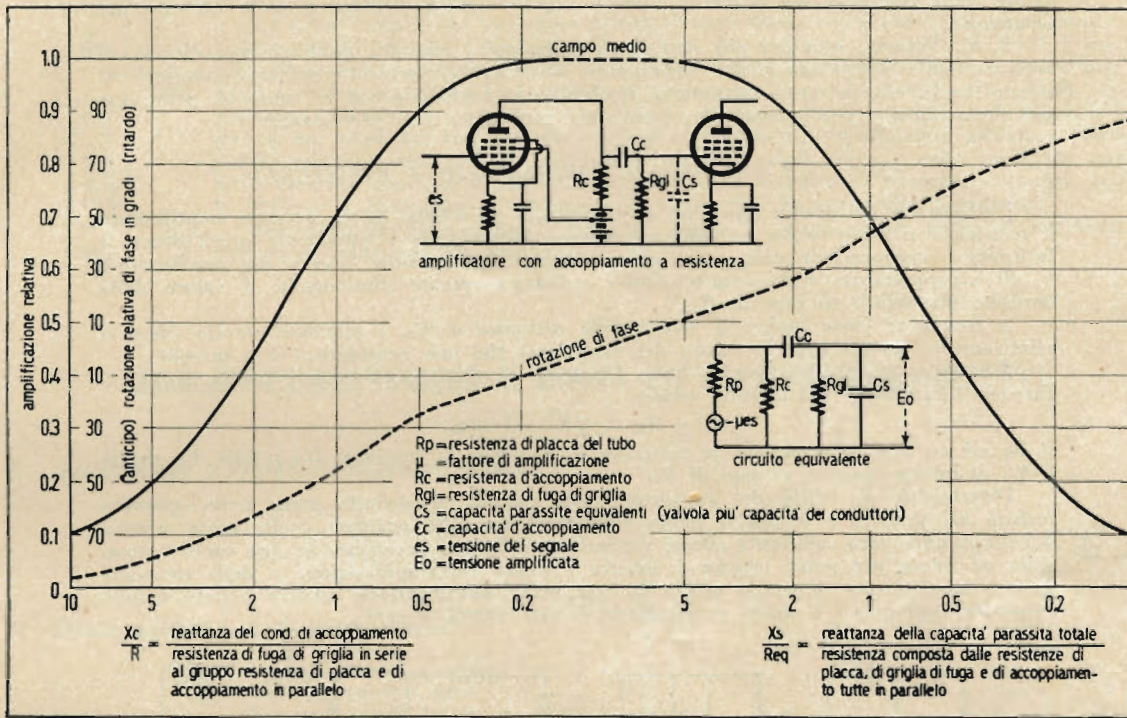 campo medio
amplificazione relativa
(anticipo) rotazione relativa di fase in gradi (ritardo)
1.0
0.9
0.8
0.7
0.6
0.5
0.4
0.3
0.2
0.1
0
90
70
50
30
10
10
30
50
70
es
Rc
Cc
Rgl
Cs
amplificatore con accoppiamento a resistenza
rotazione di fase
Cc
Rp
Rc
Rgl
Cs
Eo
-µes
circuito equivalente
Rp = resistenza di placca del tubo
µ = fattore di amplificazione
Rc = resistenza d'accoppiamento
Rgl = resistenza di fuga di griglia
Cs = capacita' parassite equivalenti (valvola piu' capacita' dei conduttori)
Cc = capacita' d'accoppiamento
es = tensione del segnale
Eo = tensione amplificata
10 5 2 1 0.5 0.2 5 2 1 0.5 0.2
Xc
R
=
reattanza del cond. di accoppiamento
resistenza di fuga di griglia in serie
al gruppo resistenza di placca e di
accoppiamento in parallelo
Xs
Req
=
reattanza della capacita' parassita totale
resistenza composta dalle resistenze di
placca, di griglia di fuga e di accoppiamen-
to tutte in parallelo